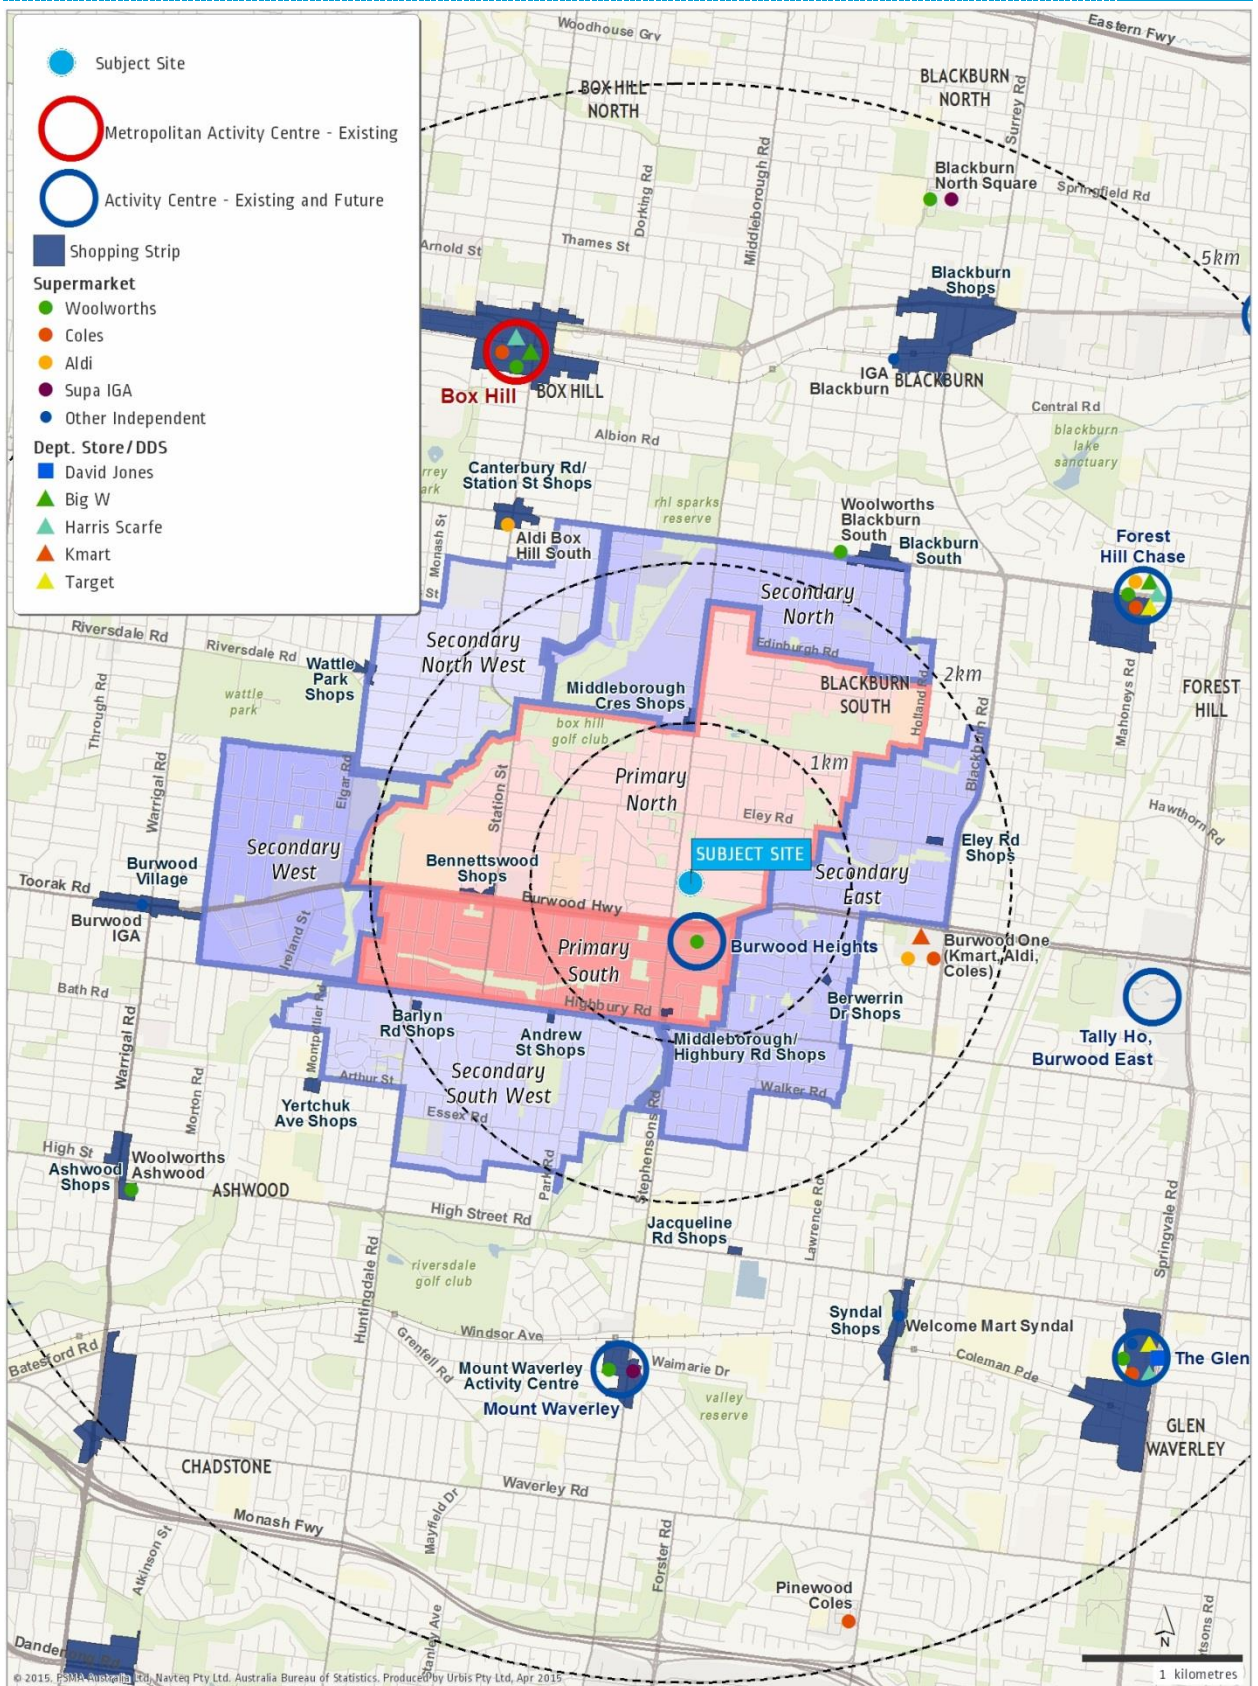 Subject Site
Metropolitan Activity Centre - Existing
Activity Centre - Existing and Future
Shopping Strip
Supermarket
Woolworths
Coles
Aldi
Supa IGA
Other Independent
Dept. Store/DDS
David Jones
Big W
Harris Scarfe
Kmart
Target
Woodhouse Grv
Eastern Fwy
BOX HILL
NORTH
BLACKBURN
NORTH
Surrey Rd
Middleborough Rd
Dorking Rd
Blackburn
North Square
Springfield Rd
Arnold St
Thames St
5km
Blackburn
Shops
IGA
Blackburn
BLACKBURN
Box Hill
BOX HILL
Central Rd
Albion Rd
blackburn
lake
sanctuary
Canterbury Rd/
Station St Shops
rhl sparks
reserve
Woolworths
Blackburn
South
Blackburn
South
Aldi Box
Hill South
Monash St
Forest
Hill Chase
Secondary
North
Secondary
North West
Edinburgh Rd
Riversdale Rd
Riversdale Rd
Wattle
Park
Shops
wattle
park
Through Rd
Middleborough
Cres Shops
BLACKBURN
SOUTH
Holland Rd
2km
FOREST
HILL
Mahoneys Rd
Blackburn Rd
box hill
golf club
1km
Primary
North
Elgar Rd
Warrigal Rd
Station St
Eley Rd
Hawthorn Rd
SUBJECT SITE
Secondary
West
Eley Rd
Shops
Burwood
Village
Bennettswood
Shops
Secondary
East
Toorak Rd
Burwood Hwy
Burwood
IGA
Ireland St
Primary
South
Burwood Heights
Burwood One
(Kmart, Aldi,
Coles)
Bath Rd
Montpellier Rd
Highbury Rd
Berwerrin
Dr Shops
Barlyn
Rd Shops
Andrew
St Shops
Middleborough/
Highbury Rd Shops
Tally Ho,
Burwood East
Warrigal Rd
Morton Rd
Arthur St
Secondary
South West
Walker Rd
Yertchuk
Ave Shops
Essex Rd
Stephensons Rd
High St
Woolworths
Ashwood
Ashwood
Shops
ASHWOOD
Park Rd
High Street Rd
Jacqueline
Rd Shops
Lawrence Rd
Springvale Rd
riversdale
golf club
Huntingdale Rd
Syndal
Shops
Welcome Mart Syndal
Windsor Ave
Batesford Rd
Grenfell Rd
Mount Waverley
Activity Centre
Waimarie Dr
Coleman Pde
The Glen
Mount Waverley
valley
reserve
GLEN
WAVERLEY
CHADSTONE
Waverley Rd
Mayfield Dr
Monash Fwy
Atkinson St
Forster Rd
Pinewood
Coles
Stanley Ave
N
Dandenong Rd
1 kilometres
© 2015. PSMA Australia Ltd, Navteq Pty Ltd. Australia Bureau of Statistics. Produced by Urbis Pty Ltd, Apr 2015